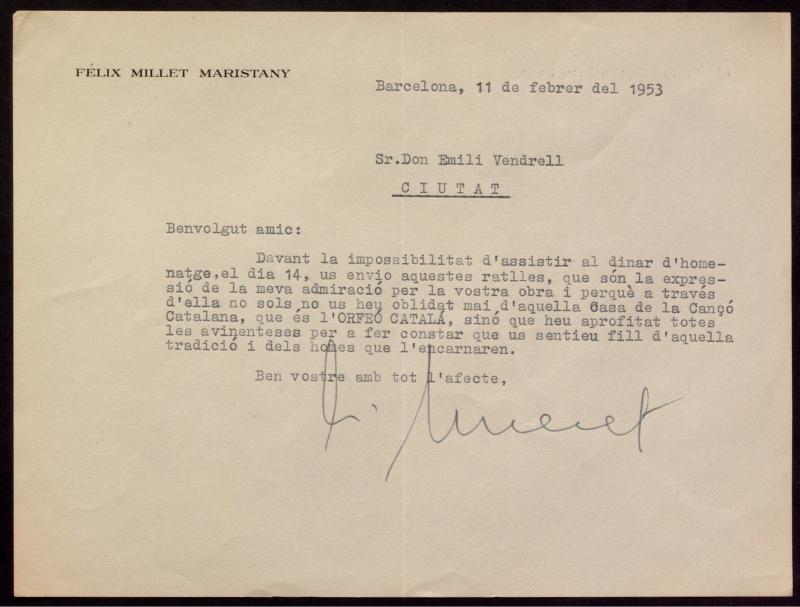 FÉLIX MILLET MARISTANY
Barcelona, 11 de febrer del 1953
Sr.Don Emili Vendrell
CIUTAT
Benvolgut amic:
Davant la impossibilitat d'assistir al dinar d'home-
natge,el dia 14, us envio aquestes ratlles, que són la expres-
sió de la meva admiració per la vostra obra i perquè a través
d'ella no sols no us heu oblidat mai d'aquella Casa de la Cançó
Catalana, que és l'ORFEÓ CATALÁ, sinó que heu aprofitat totes
les avinenteses per a fer constar que us sentieu fill d'aquella
tradició i dels homes que l'encarnaren.
Ben vostre amb tot l'afecte,
F. Millet